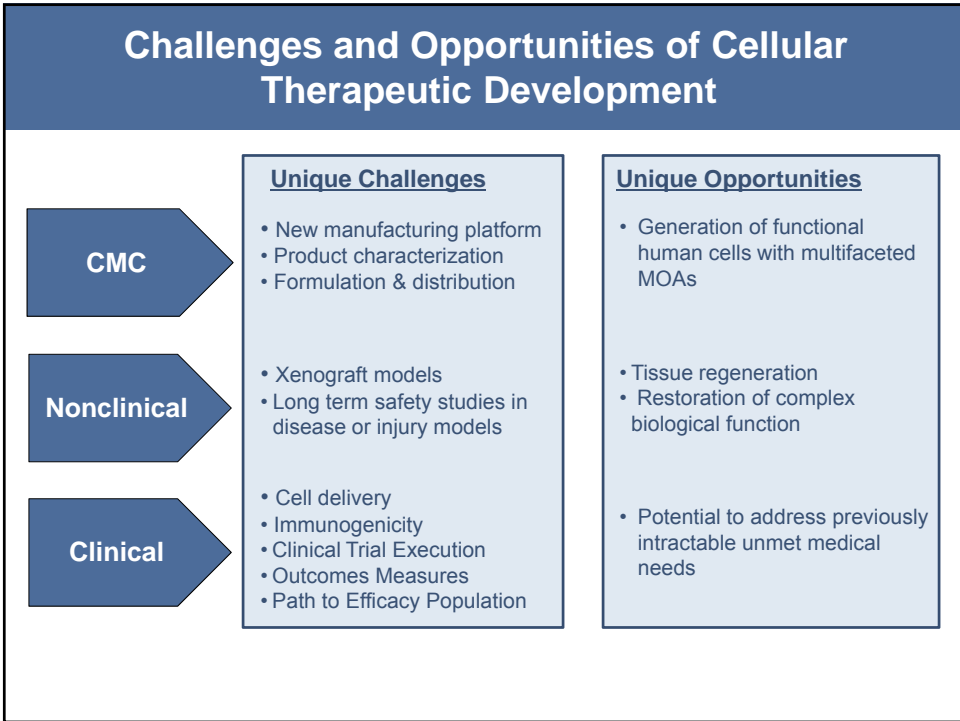 Challenges and Opportunities of Cellular
Therapeutic Development
Unique Challenges
Unique Opportunities
CMC
• New manufacturing platform
• Product characterization
• Formulation & distribution
• Generation of functional
human cells with multifaceted
MOAs
Nonclinical
• Xenograft models
• Long term safety studies in
disease or injury models
• Tissue regeneration
• Restoration of complex
biological function
Clinical
• Cell delivery
• Immunogenicity
• Clinical Trial Execution
• Outcomes Measures
• Path to Efficacy Population
• Potential to address previously
intractable unmet medical
needs